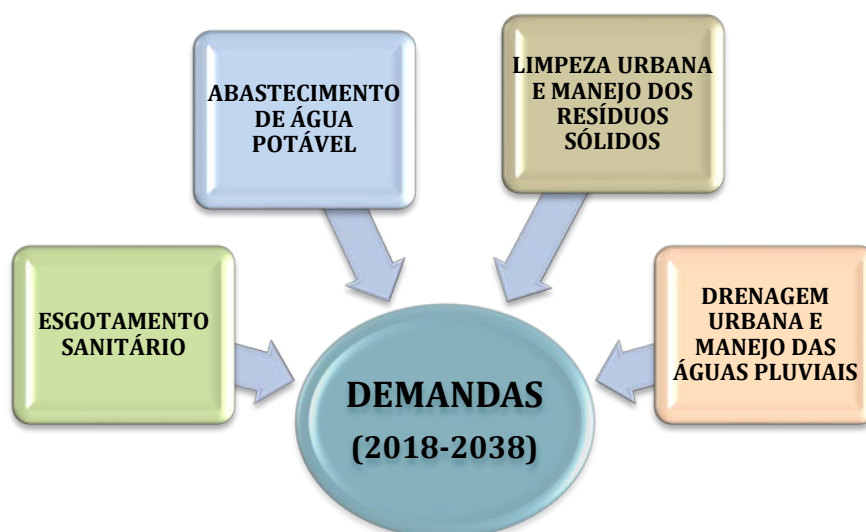 ABASTECIMENTO
DE ÁGUA
POTÁVEL
LIMPEZA URBANA
E MANEJO DOS
RESÍDUOS
SÓLIDOS
ESGOTAMENTO
SANITÁRIO
DRENAGEM
URBANA E
MANEJO DAS
ÁGUAS PLUVIAIS
DEMANDAS
(2018-2038)